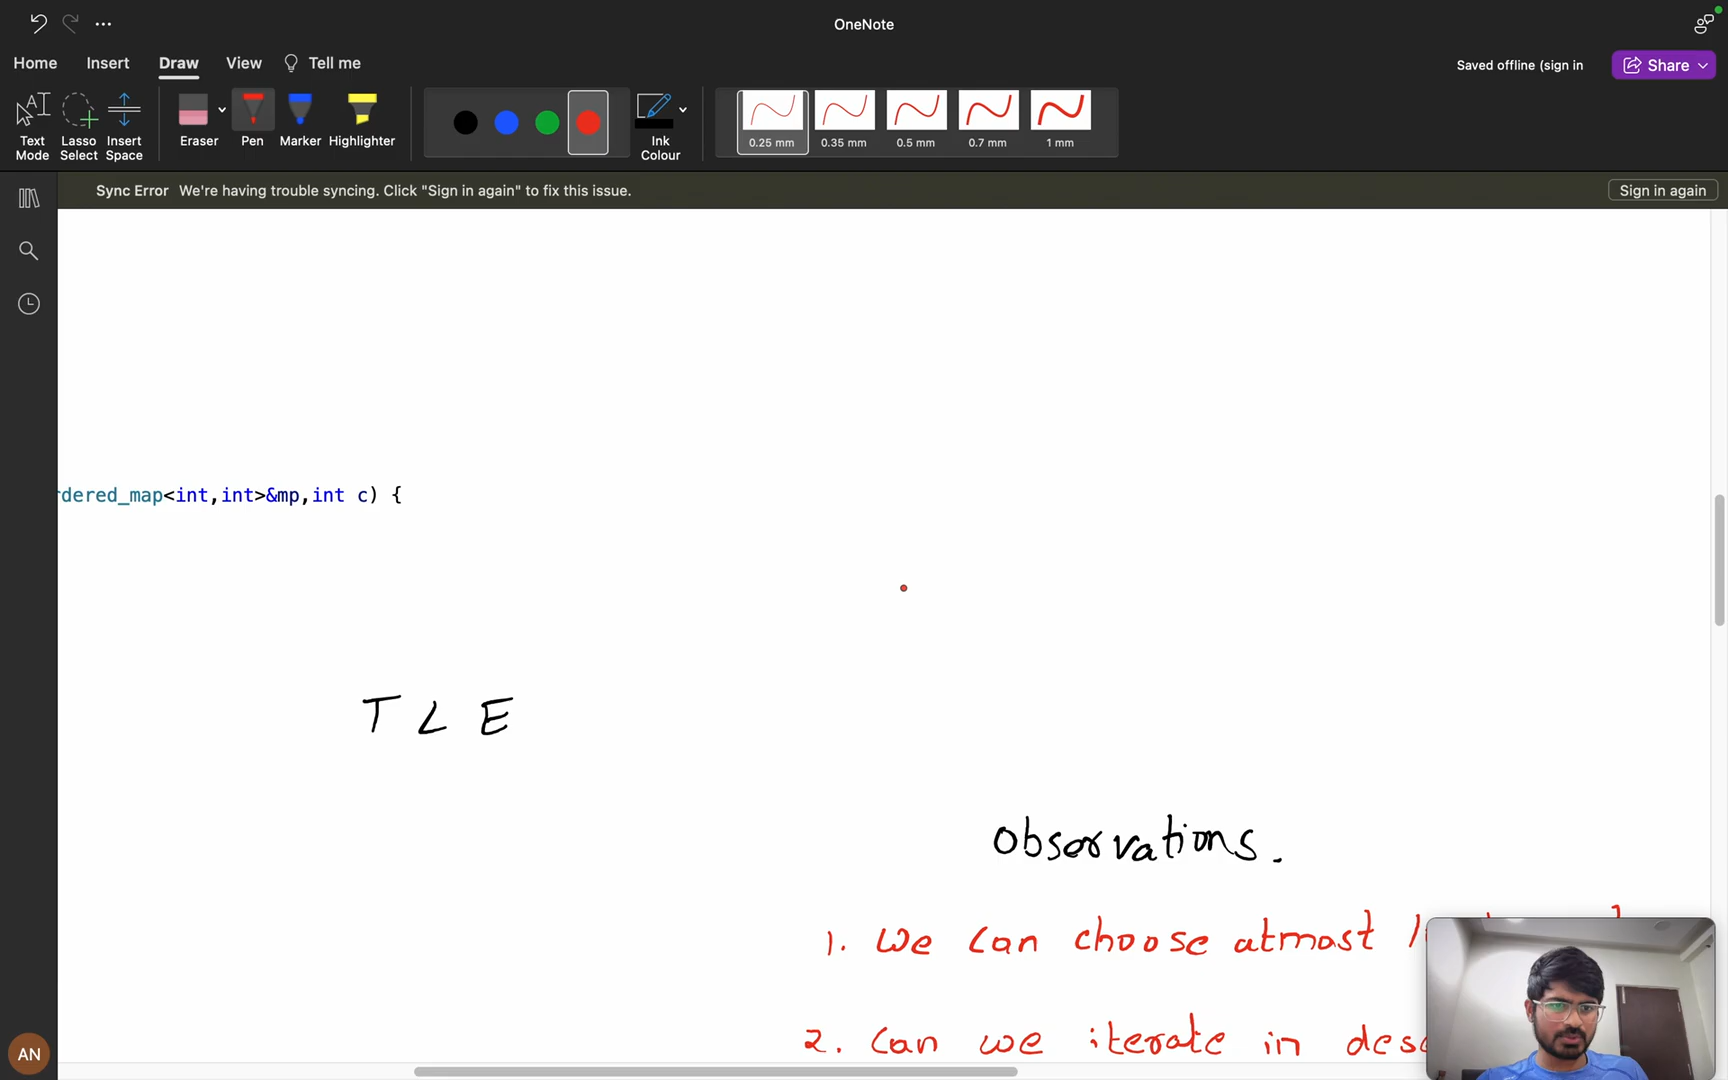 OneNote
Home Insert Draw View Tell me
Saved offline (sign in
Share
Text Mode
Lasso Select
Insert Space
Eraser
Pen
Marker
Highlighter
Ink Colour
0.25 mm
0.35 mm
0.5 mm
0.7 mm
1 mm
Sync Error We're having trouble syncing. Click "Sign in again" to fix this issue.
Sign in again
rdered_map<int,int>&mp,int c) {
T L E
Observations.
1. We can choose atmost
2. Can we iterate in desc
AN